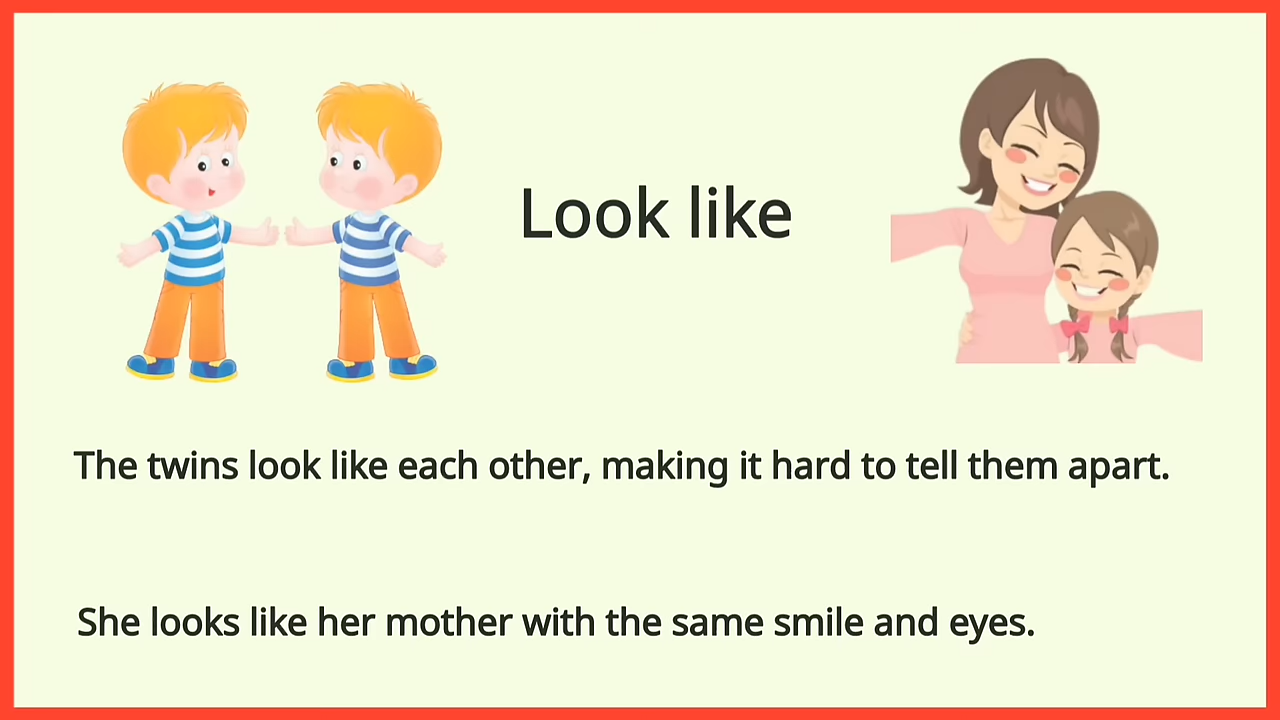 Look like
The twins look like each other, making it hard to tell them apart.
She looks like her mother with the same smile and eyes.